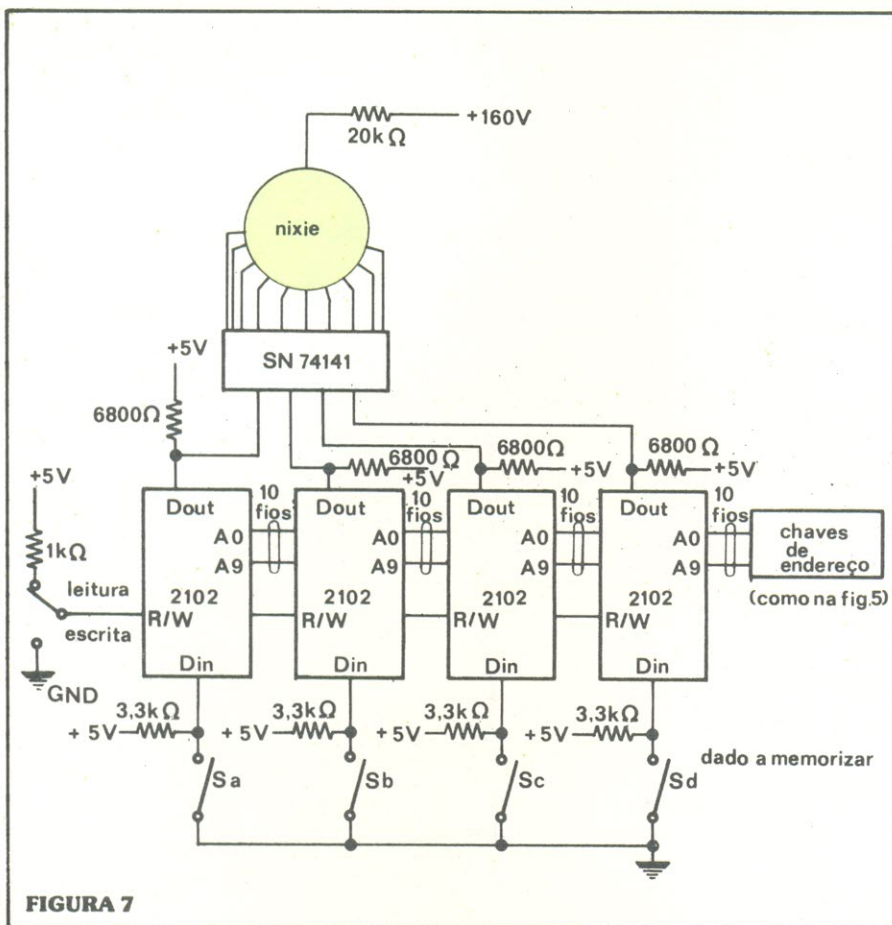 +160V
20kΩ
nixie
+5V
SN 74141
6800Ω
6800Ω
+5V
6800Ω
+5V
6800Ω
+5V
+5V
1kΩ
leitura
escrita
GND
Dout
A0
A9
2102
R/W
Din
10
fios
Dout
A0
A9
2102
R/W
Din
10
fios
Dout
A0
A9
2102
R/W
Din
10
fios
Dout
A0
A9
2102
R/W
Din
10
fios
chaves
de
endereço
(como na fig.5)
3,3kΩ
+5V
3,3kΩ
+5V
3,3kΩ
+5V
3,3kΩ
+5V
Sa
Sb
Sc
Sd
dado a memorizar
FIGURA 7